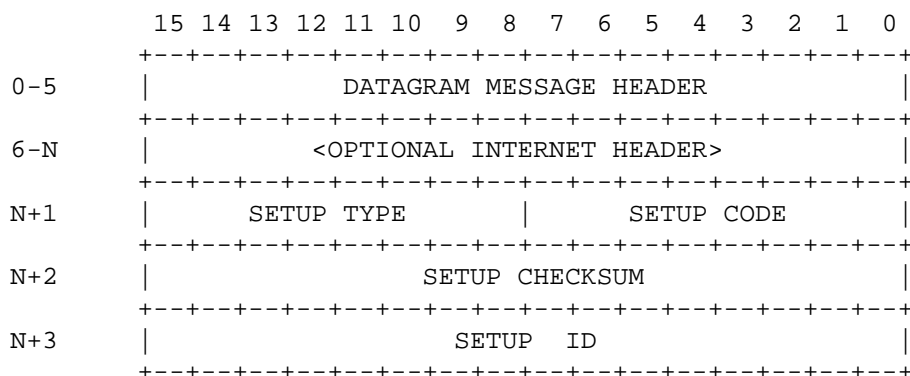 15 14 13 12 11 10 9 8 7 6 5 4 3 2 1 0
+--+--+--+--+--+--+--+--+--+--+--+--+--+--+--+--+
0-5 | DATAGRAM MESSAGE HEADER |
+--+--+--+--+--+--+--+--+--+--+--+--+--+--+--+--+
6-N | <OPTIONAL INTERNET HEADER> |
+--+--+--+--+--+--+--+--+--+--+--+--+--+--+--+--+
N+1 | SETUP TYPE | SETUP CODE |
+--+--+--+--+--+--+--+--+--+--+--+--+--+--+--+--+
N+2 | SETUP CHECKSUM |
+--+--+--+--+--+--+--+--+--+--+--+--+--+--+--+--+
N+3 | SETUP ID |
+--+--+--+--+--+--+--+--+--+--+--+--+--+--+--+--+